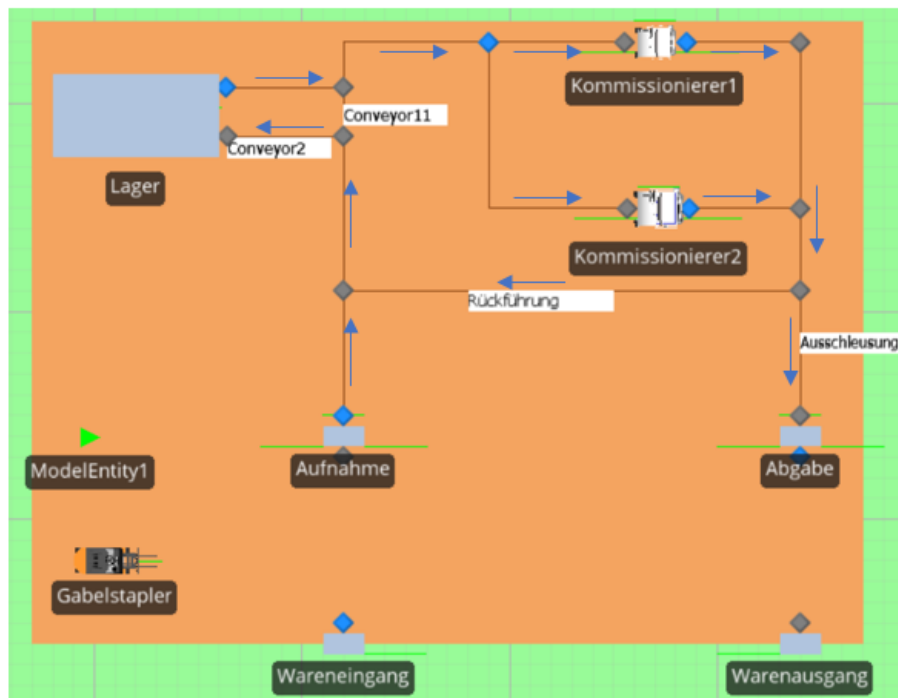 Kommissionierer1
Conveyor11
Conveyor2
Lager
Kommissionierer2
Rückführung
Ausschleusung
ModelEntity1
Aufnahme
Abgabe
Gabelstapler
Wareneingang
Warenausgang